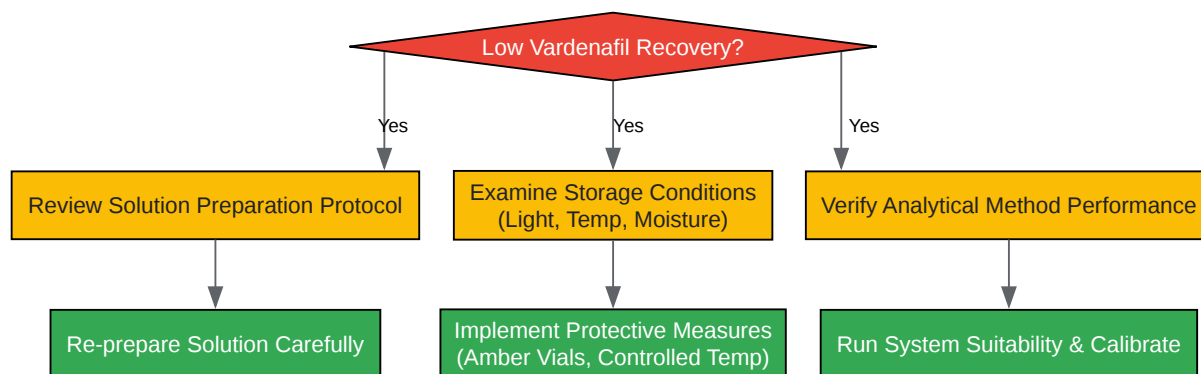 Low Vardenafil Recovery?
Yes
Yes
Yes
Review Solution Preparation Protocol
Examine Storage Conditions
(Light, Temp, Moisture)
Verify Analytical Method Performance
Re-prepare Solution Carefully
Implement Protective Measures
(Amber Vials, Controlled Temp)
Run System Suitability & Calibrate